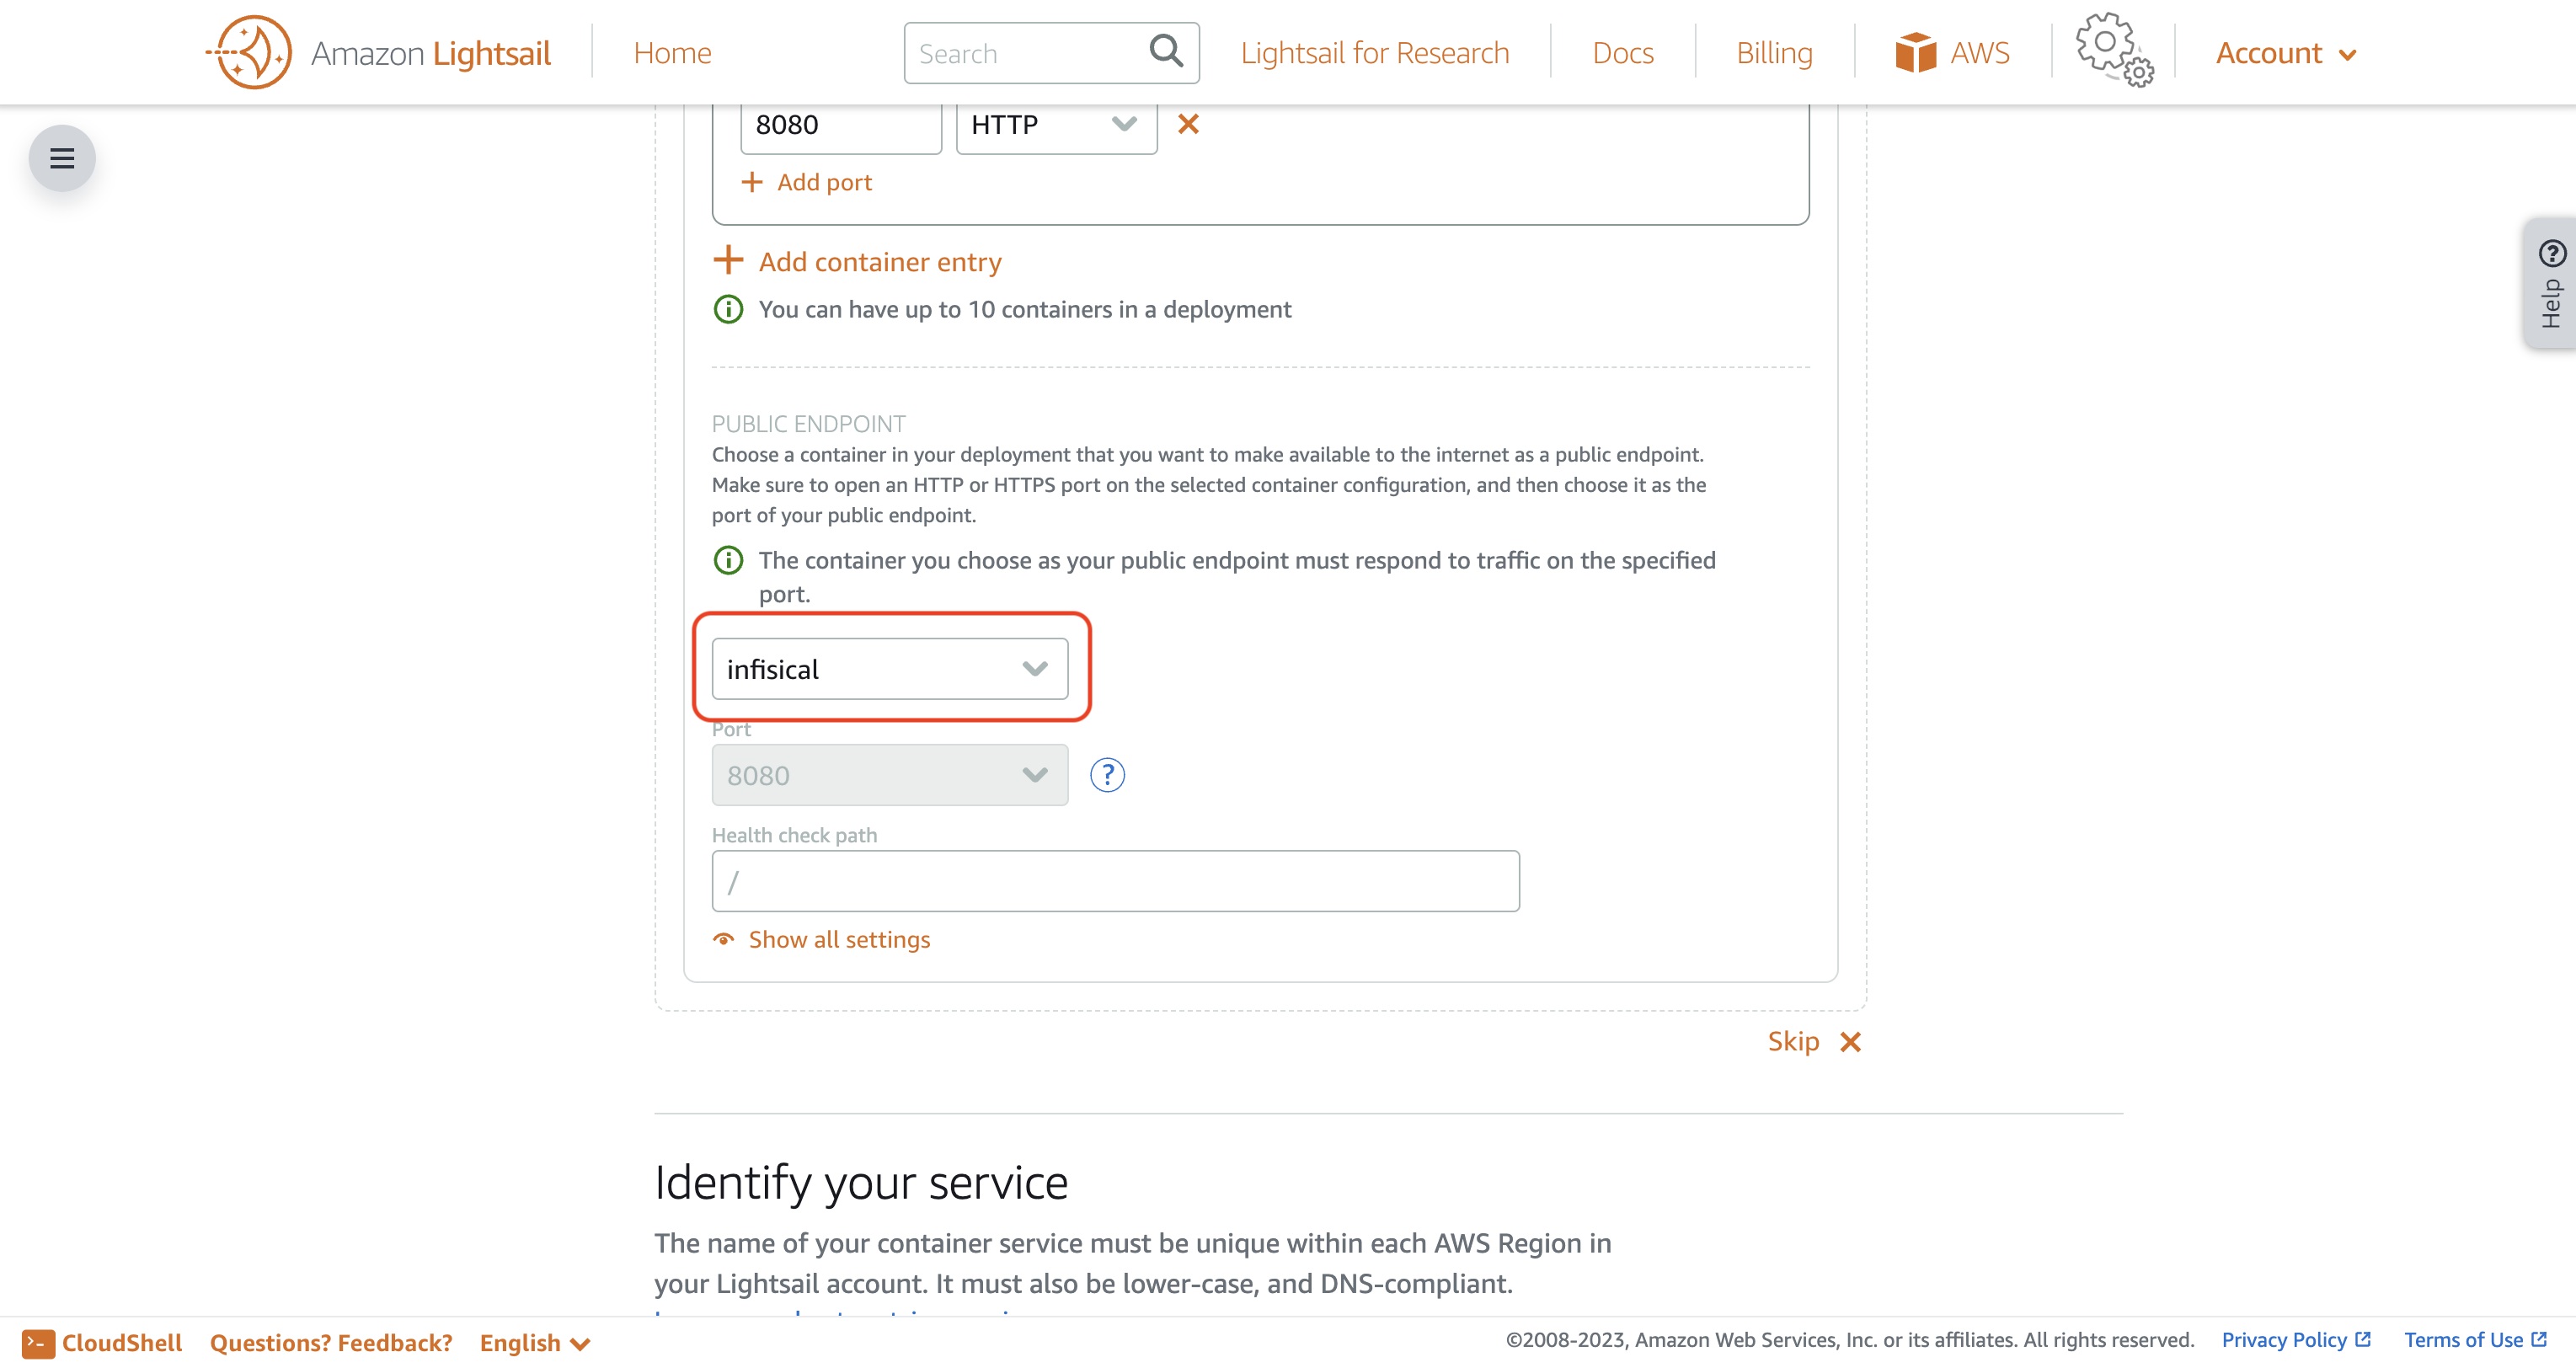 Amazon Lightsail
Home
Search
Lightsail for Research
Docs
Billing
AWS
Account
8080
HTTP
Add port
Add container entry
You can have up to 10 containers in a deployment
PUBLIC ENDPOINT
Choose a container in your deployment that you want to make available to the internet as a public endpoint.
Make sure to open an HTTP or HTTPS port on the selected container configuration, and then choose it as the
port of your public endpoint.
The container you choose as your public endpoint must respond to traffic on the specified
port.
infisical
Port
8080
?
Health check path
/
Show all settings
Skip
Identify your service
The name of your container service must be unique within each AWS Region in
your Lightsail account. It must also be lower-case, and DNS-compliant.
? Help
CloudShell
Questions? Feedback?
English
©2008-2023, Amazon Web Services, Inc. or its affiliates. All rights reserved.
Privacy Policy
Terms of Use